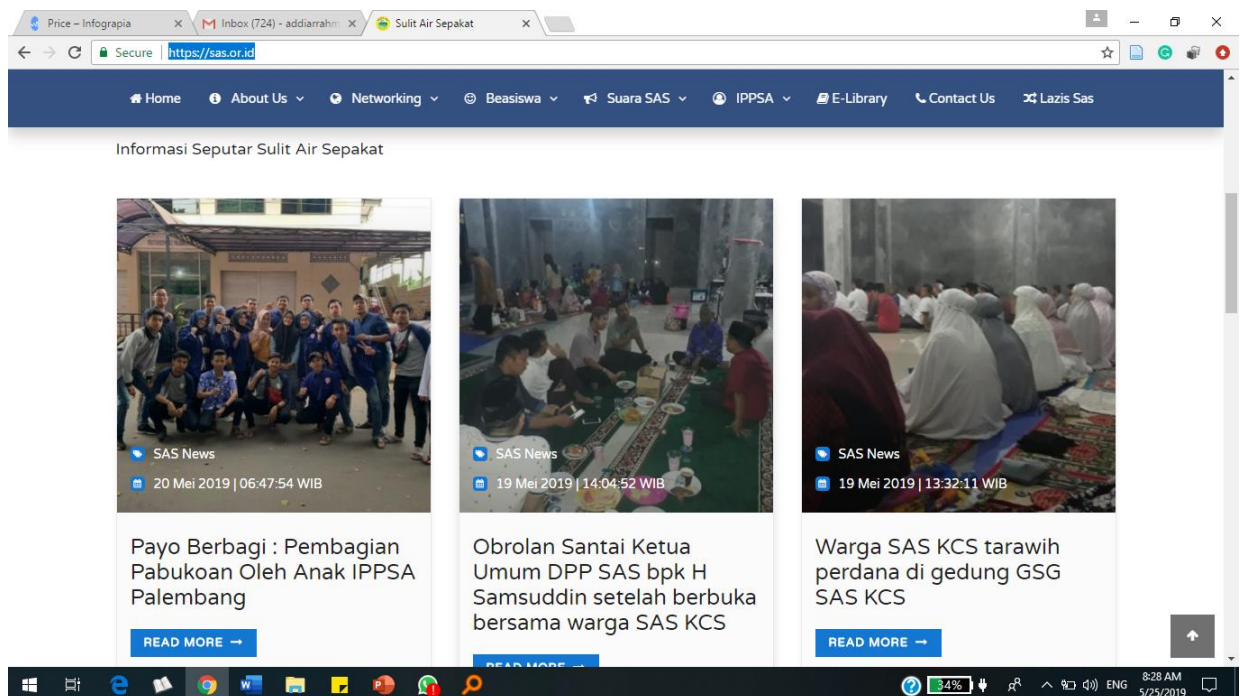 Price – Infograpia
Inbox (724) - addiarrahm
Sulit Air Sepakat
Secure
https://sas.or.id
Home
About Us
Networking
Beasiswa
Suara SAS
IPPSA
E-Library
Contact Us
Lazis Sas
Informasi Seputar Sulit Air Sepakat
SAS News
20 Mei 2019 | 06:47:54 WIB
Payo Berbagi : Pembagian
Pabukoan Oleh Anak IPPSA
Palembang
READ MORE →
SAS News
19 Mei 2019 | 14:04:52 WIB
Obrolan Santai Ketua
Umum DPP SAS bpk H
Samsuddin setelah berbuka
bersama warga SAS KCS
READ MORE →
SAS News
19 Mei 2019 | 13:32:11 WIB
Warga SAS KCS tarawih
perdana di gedung GSG
SAS KCS
READ MORE →
34%
ENG
8:28 AM
5/25/2019